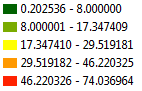 0.202536 - 8.000000
8.000001 - 17.347409
17.347410 - 29.519181
29.519182 - 46.220325
46.220326 - 74.036964